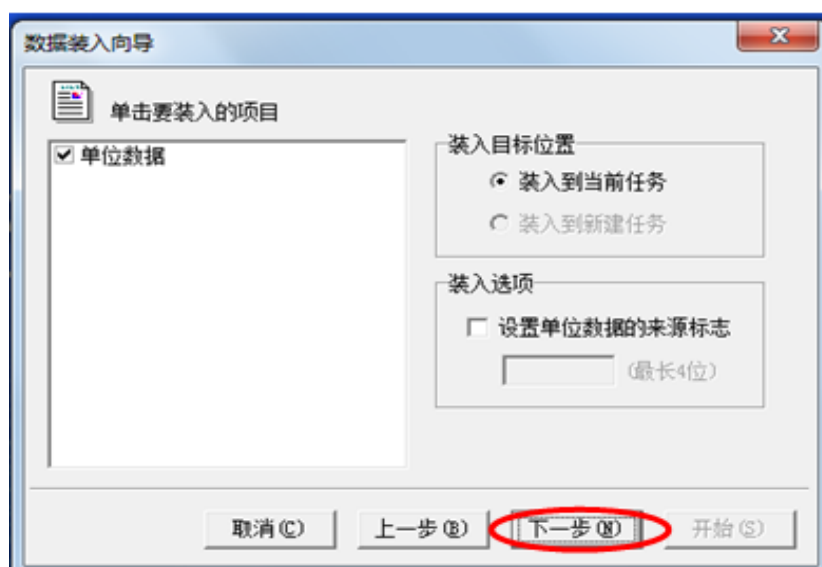 数据装入向导
单击要装入的项目
单位数据
装入目标位置
装入到当前任务
装入到新建任务
装入选项
设置单位数据的来源标志
(最长4位)
取消(C)
上一步(B)
下一步(N)
开始(S)